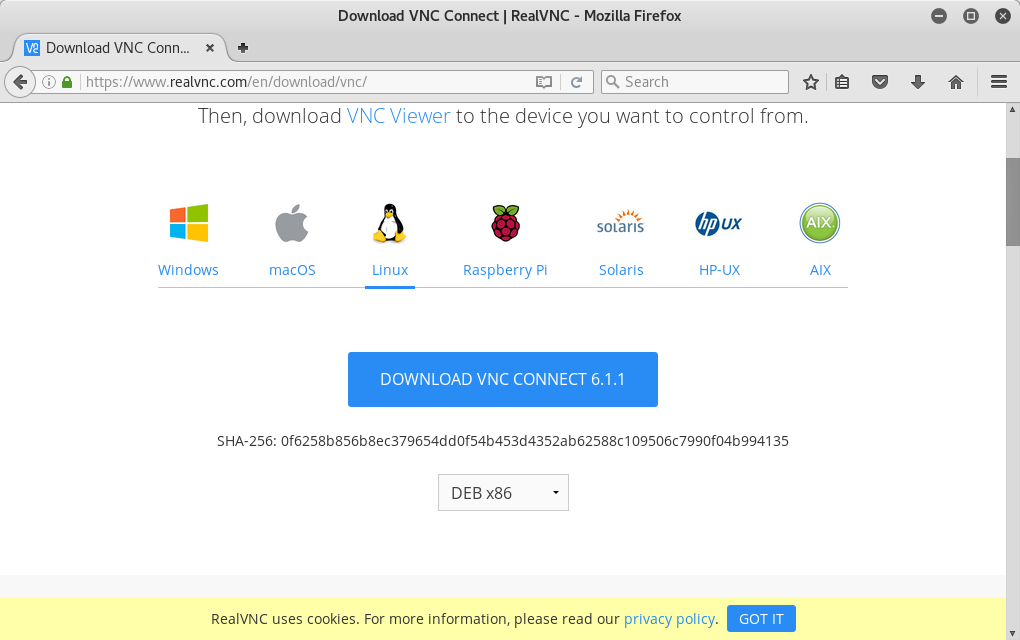 Download VNC Connect | RealVNC - Mozilla Firefox
Download VNC Conn...
https://www.realvnc.com/en/download/vnc/
Search
Then, download VNC Viewer to the device you want to control from.
solaris hp UX AIX
Windows macOS Linux Raspberry Pi Solaris HP-UX AIX
DOWNLOAD VNC CONNECT 6.1.1
SHA-256: 0f6258b856b8ec379654dd0f54b453d4352ab62588c109506c7990f04b994135
DEB x86
RealVNC uses cookies. For more information, please read our privacy policy. GOT IT